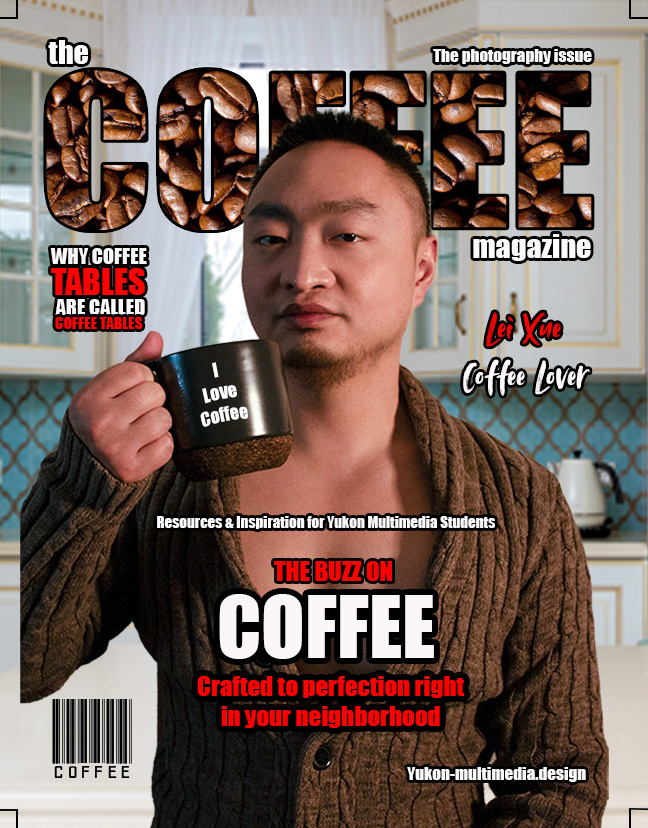 the
The photography issue
COFFEE
magazine
WHY COFFEE
TABLES
ARE CALLED
COFFEE TABLES
Lei Xue
Coffee Lover
I
Love
Coffee
Resources & Inspiration for Yukon Multimedia Students
THE BUZZ ON
COFFEE
Crafted to perfection right
in your neighborhood
COFFEE
Yukon-multimedia.design